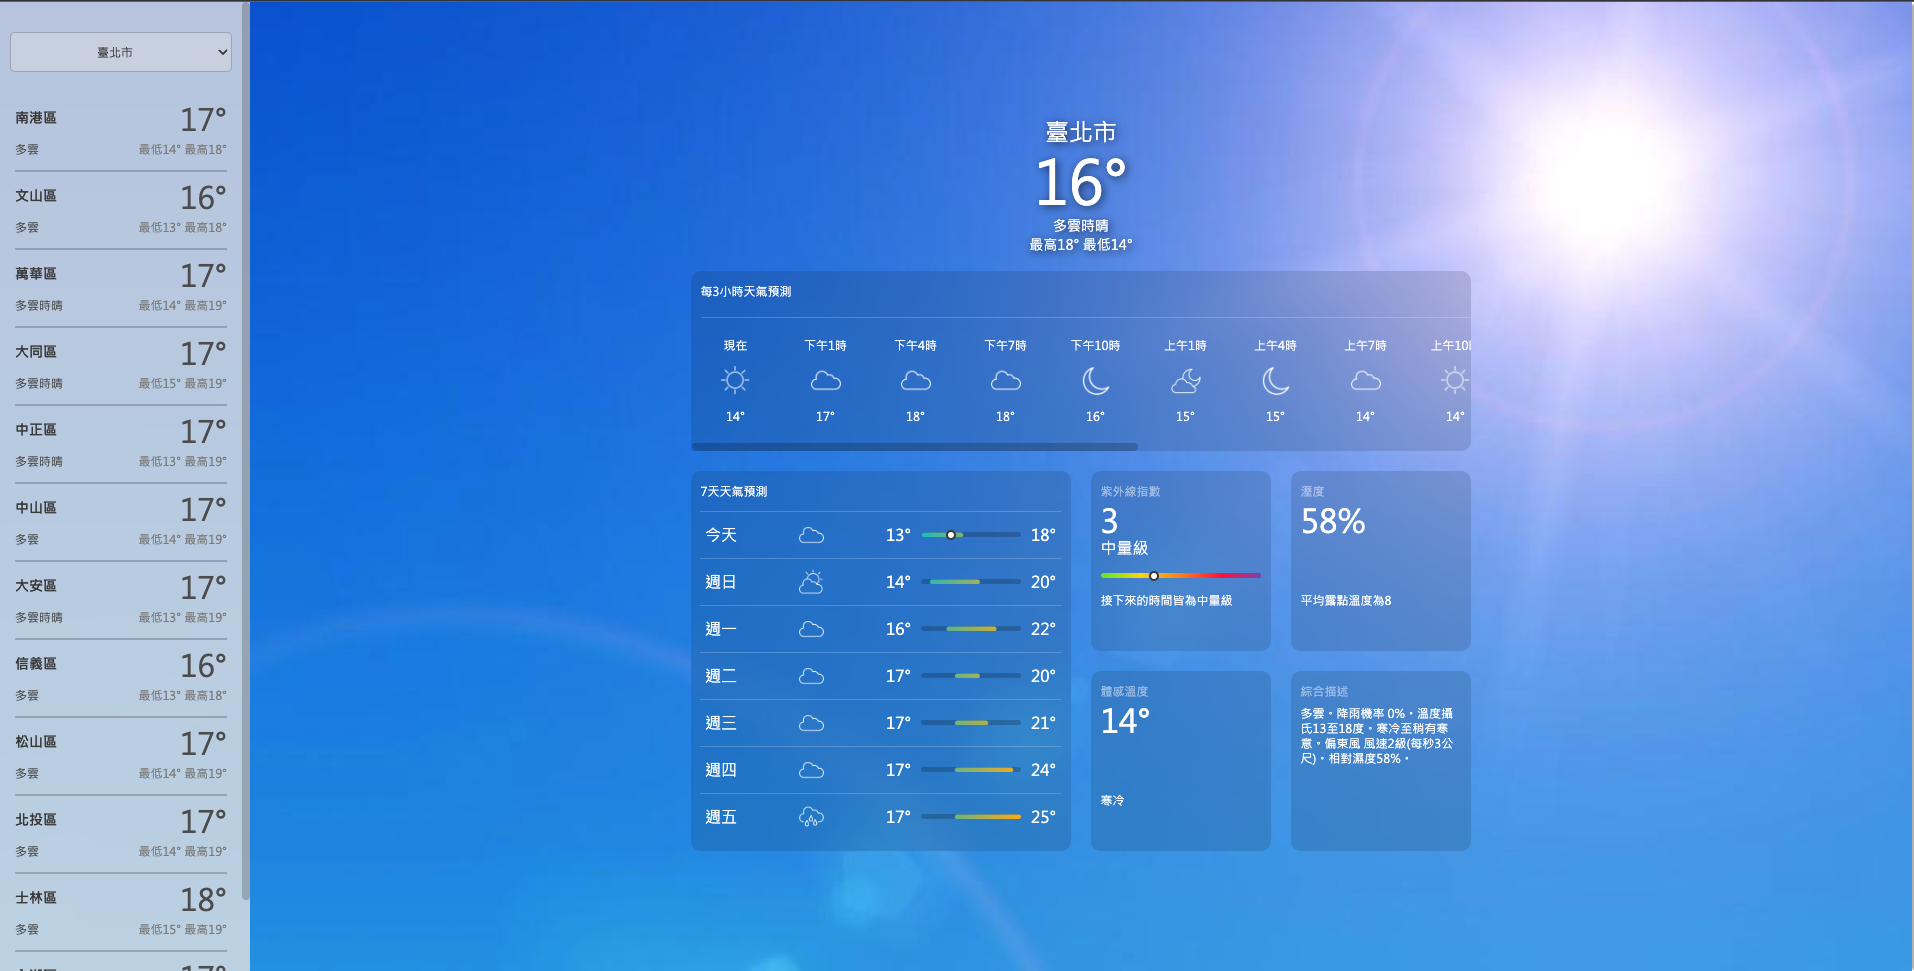 臺北市
南港區 17°
多雲 最低14° 最高18°
文山區 16°
多雲 最低13° 最高18°
萬華區 17°
多雲時晴 最低14° 最高19°
大同區 17°
多雲時晴 最低15° 最高19°
中正區 17°
多雲時晴 最低13° 最高19°
中山區 17°
多雲 最低14° 最高19°
大安區 17°
多雲時晴 最低13° 最高19°
信義區 16°
多雲 最低13° 最高18°
松山區 17°
多雲 最低14° 最高19°
北投區 17°
多雲 最低14° 最高19°
士林區 18°
多雲 最低15° 最高19°
臺北市
16°
多雲時晴
最高18° 最低14°
每3小時天氣預測
現在 下午1時 下午4時 下午7時 下午10時 上午1時 上午4時 上午7時 上午10
14° 17° 18° 18° 16° 15° 15° 14° 14°
7天天氣預測
今天 13° 18°
週日 14° 20°
週一 16° 22°
週二 17° 20°
週三 17° 21°
週四 17° 24°
週五 17° 25°
紫外線指數
3
中量級
接下來的時間皆為中量級
溼度
58%
平均露點溫度為8
體感溫度
14°
寒冷
綜合描述
多雲。降雨機率 0%。溫度攝
氏13至18度。寒冷至稍有寒
意。偏東風 風速2級(每秒3公
尺)。相對濕度58%。